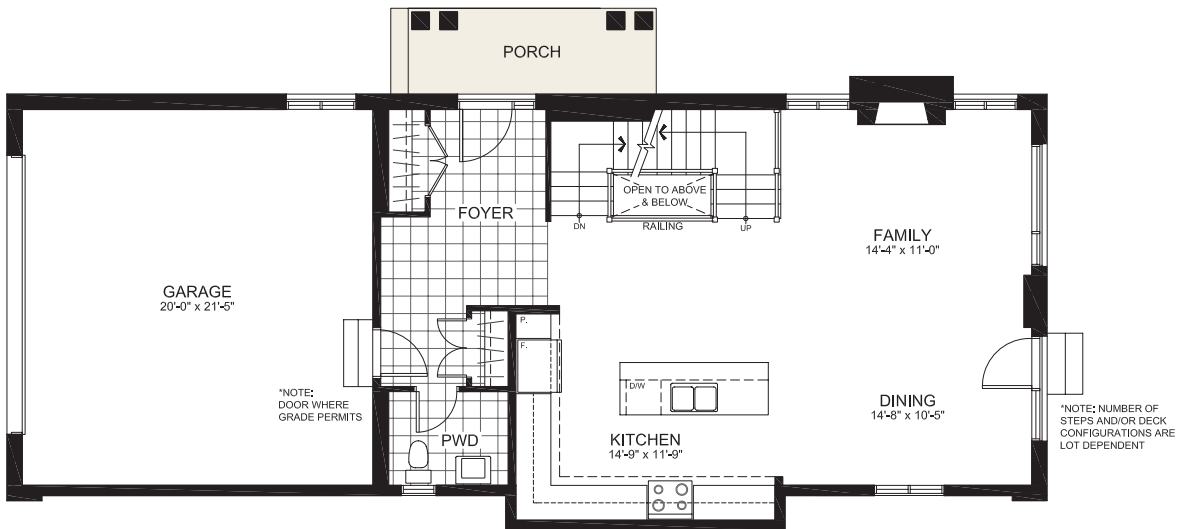 PORCH
FOYER
OPEN TO ABOVE
& BELOW
DN
RAILING
UP
FAMILY
14'-4" x 11'-0"
GARAGE
20'-0" x 21'-5"
P.
F.
D/W
*NOTE:
DOOR WHERE
GRADE PERMITS
DINING
14'-8" x 10'-5"
*NOTE: NUMBER OF
STEPS AND/OR DECK
CONFIGURATIONS ARE
LOT DEPENDENT
PWD
KITCHEN
14'-9" x 11'-9"